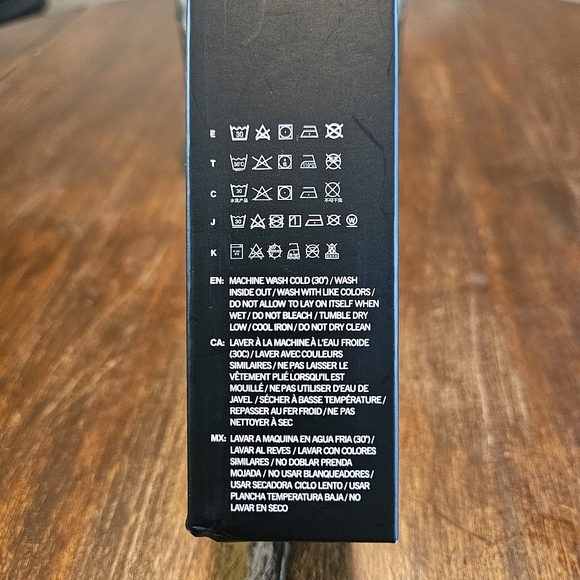 E 30
T 30°C
C 30
水洗产品 不可干洗
J 30 W
K
EN: MACHINE WASH COLD (30°) / WASH
INSIDE OUT / WASH WITH LIKE COLORS /
DO NOT ALLOW TO LAY ON ITSELF WHEN
WET / DO NOT BLEACH / TUMBLE DRY
LOW / COOL IRON / DO NOT DRY CLEAN
CA: LAVER À LA MACHINE À L'EAU FROIDE
(30C) / LAVER AVEC COULEURS
SIMILAIRES / NE PAS LAISSER LE
VÊTEMENT PLIÉ LORSQU'IL EST
MOUILLÉ / NE PAS UTILISER D'EAU DE
JAVEL / SÉCHER À BASSE TEMPÉRATURE /
REPASSER AU FER FROID / NE PAS
NETTOYER À SEC
MX: LAVAR A MAQUINA EN AGUA FRIA (30°) /
LAVAR AL REVES / LAVAR CON COLORES
SIMILARES / NO DOBLAR PRENDA
MOJADA / NO USAR BLANQUEADORES /
USAR SECADORA CICLO LENTO / USAR
PLANCHA TEMPERATURA BAJA / NO
LAVAR EN SECO